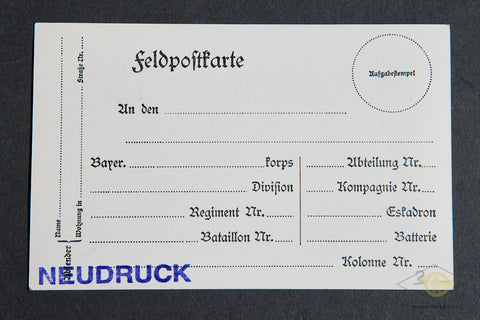 Feldpostkarte
Aufgabestempel
An den
Bayer. korps
Division
Regiment Nr.
Bataillon Nr.
Abteilung Nr.
Kompagnie Nr.
Eskadron
Batterie
Kolonne Nr.
Name
Wohnung in
Straße Nr.
NEUDRUCK
3